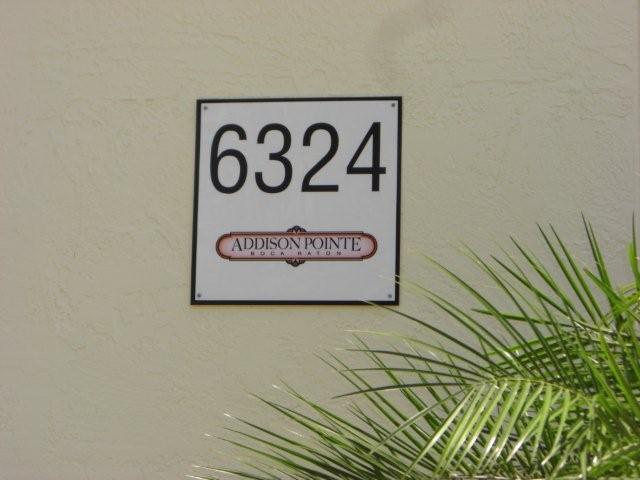 6324
ADDISON POINTE
BOCA RATON